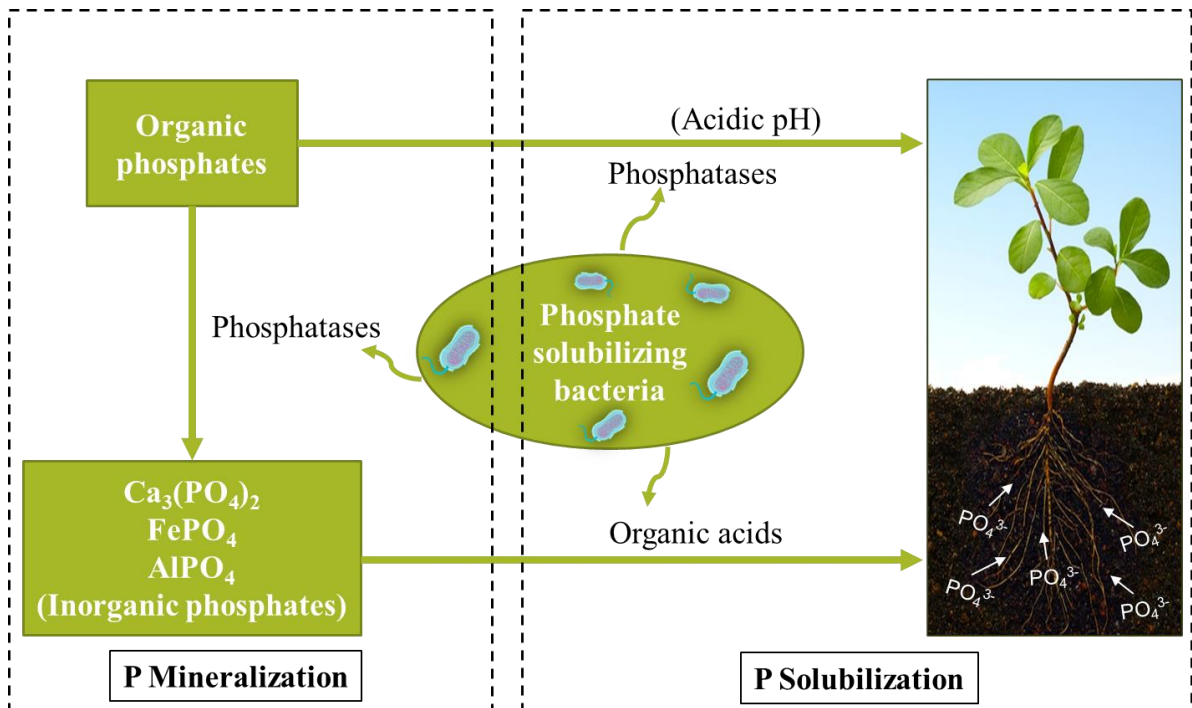 Organic
phosphates
(Acidic pH)
Phosphatases
Phosphatases
Phosphate
solubilizing
bacteria
Ca₃(PO₄)₂
FePO₄
AlPO₄
(Inorganic phosphates)
Organic acids
PO₄³⁻
PO₄³⁻
PO₄³⁻
PO₄³⁻
PO₄³⁻
P Mineralization
P Solubilization